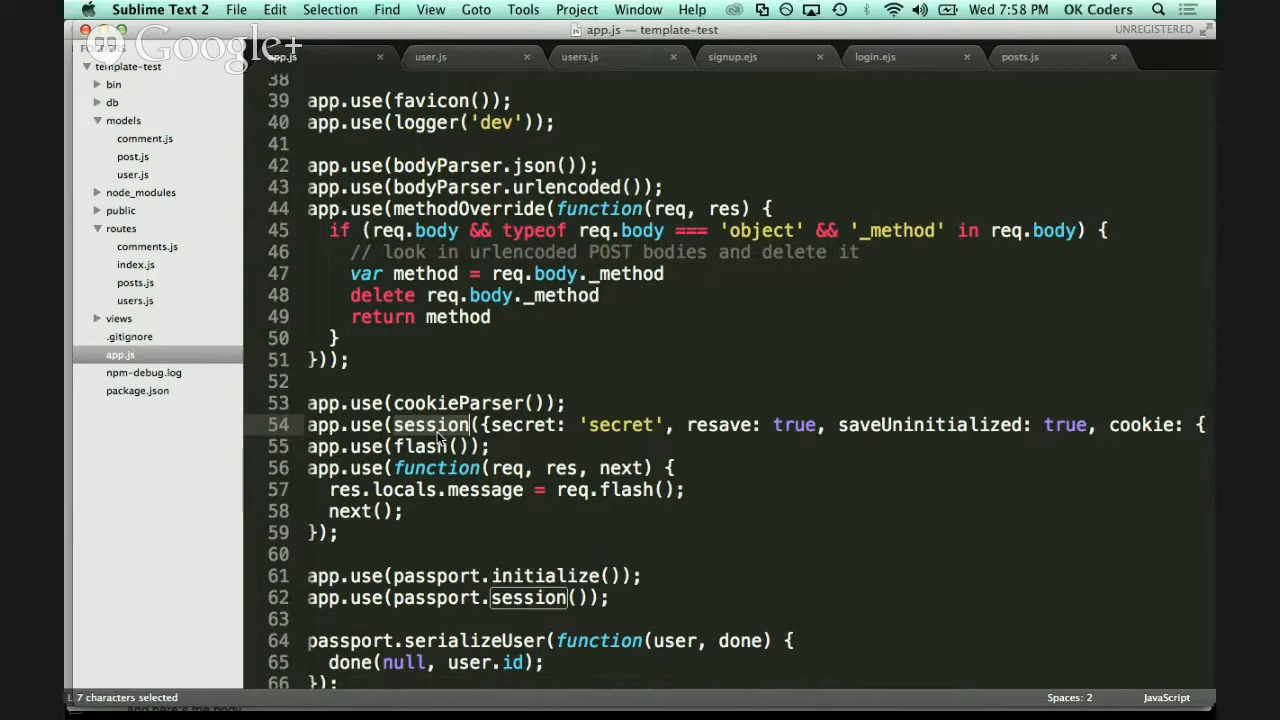 Sublime Text 2 File Edit Selection Find View Goto Tools Project Window Help Wed 7:58 PM OK Coders
app.js — template-test UNREGISTERED
Google+
FOLDERS
template-test
bin
db
models
comment.js
post.js
user.js
node_modules
public
routes
comments.js
index.js
posts.js
users.js
views
.gitignore
app.js
npm-debug.log
package.json
app.js user.js users.js signup.ejs login.ejs posts.js
38
39 app.use(favicon());
40 app.use(logger('dev'));
41
42 app.use(bodyParser.json());
43 app.use(bodyParser.urlencoded());
44 app.use(methodOverride(function(req, res) {
45 if (req.body && typeof req.body === 'object' && '_method' in req.body) {
46 // look in urlencoded POST bodies and delete it
47 var method = req.body._method
48 delete req.body._method
49 return method
50 }
51 }));
52
53 app.use(cookieParser());
54 app.use(session({secret: 'secret', resave: true, saveUninitialized: true, cookie: {
55 app.use(flash());
56 app.use(function(req, res, next) {
57 res.locals.message = req.flash();
58 next();
59 });
60
61 app.use(passport.initialize());
62 app.use(passport.session());
63
64 passport.serializeUser(function(user, done) {
65 done(null, user.id);
66 });
7 characters selected Spaces: 2 JavaScript
And here's the body